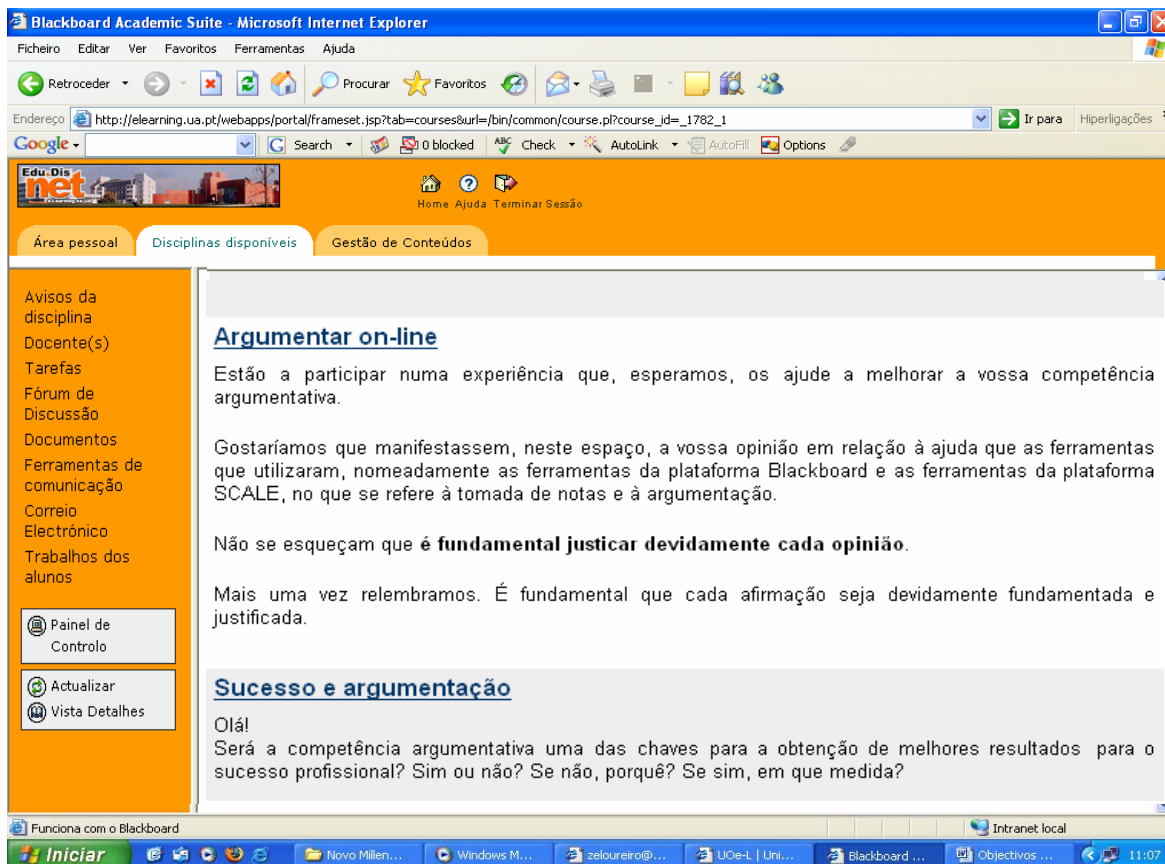 Blackboard Academic Suite - Microsoft Internet Explorer
Ficheiro Editar Ver Favoritos Ferramentas Ajuda
Retroceder Procurar Favoritos
Endereço http://elearning.ua.pt/webapps/portal/frameset.jsp?tab=courses&url=/bin/common/course.pl?course_id=_1782_1 Ir para Hiperligações
Google Search 0 blocked ABC Check AutoLink AutoFill Options
Edu.Dis
net
Home Ajuda Terminar Sessão
Área pessoal Disciplinas disponíveis Gestão de Conteúdos
Avisos da
disciplina
Docente(s)
Tarefas
Fórum de
Discussão
Documentos
Ferramentas de
comunicação
Correio
Electrónico
Trabalhos dos
alunos
Painel de
Controlo
Actualizar
Vista Detalhes
Argumentar on-line
Estão a participar numa experiência que, esperamos, os ajude a melhorar a vossa competência
argumentativa.
Gostaríamos que manifestassem, neste espaço, a vossa opinião em relação à ajuda que as ferramentas
que utilizaram, nomeadamente as ferramentas da plataforma Blackboard e as ferramentas da plataforma
SCALE, no que se refere à tomada de notas e à argumentação.
Não se esqueçam que é fundamental justicar devidamente cada opinião.
Mais uma vez relembramos. É fundamental que cada afirmação seja devidamente fundamentada e
justificada.
Sucesso e argumentação
Olá!
Será a competência argumentativa uma das chaves para a obtenção de melhores resultados para o
sucesso profissional? Sim ou não? Se não, porquê? Se sim, em que medida?
Funciona com o Blackboard Intranet local
Iniciar Novo Millen... Windows M... zeloureiro@... UOe-L | Uni... Blackboard ... Objectivos ... 11:07